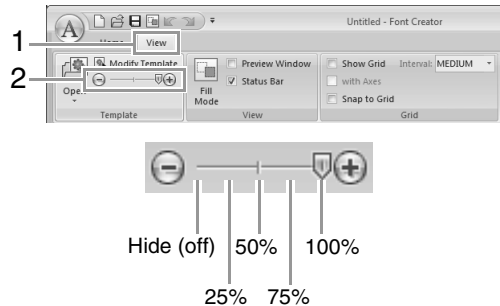 Untitled - Font Creator
1
Home View
Modify Template
Preview Window
Show Grid Interval: MEDIUM
2
Status Bar
with Axes
Open
Fill Mode
Snap to Grid
Template View Grid
Hide (off) 50% 100%
25% 75%